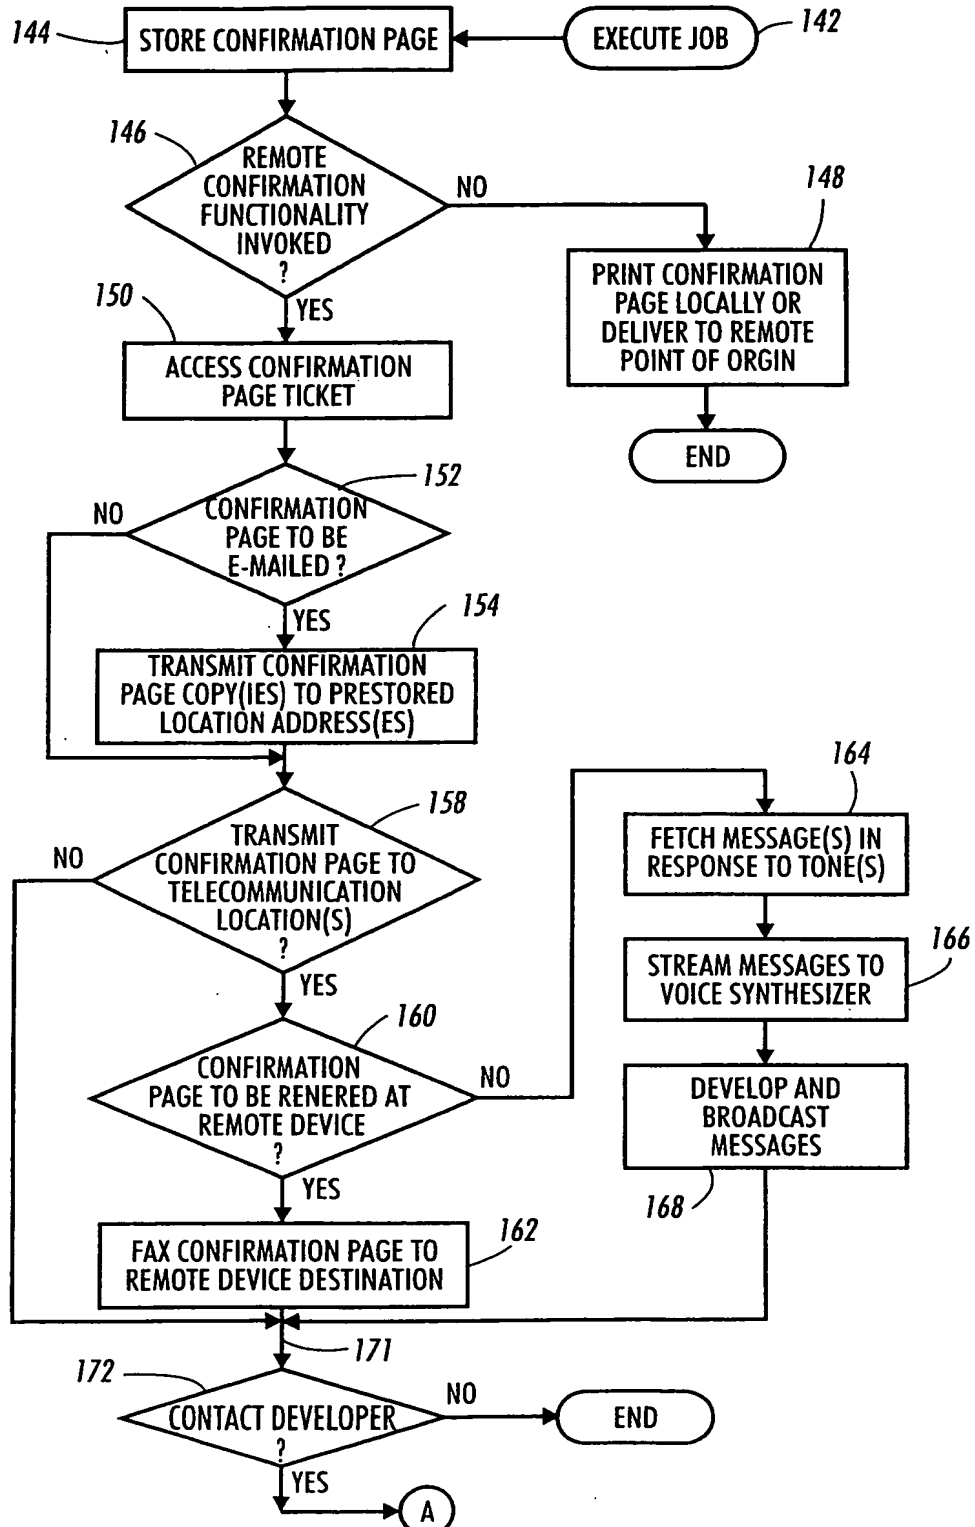 144
STORE CONFIRMATION PAGE
EXECUTE JOB
142
146
REMOTE
CONFIRMATION
FUNCTIONALITY
INVOKED
?
NO
148
PRINT CONFIRMATION
PAGE LOCALLY OR
DELIVER TO REMOTE
POINT OF ORGIN
END
YES
150
ACCESS CONFIRMATION
PAGE TICKET
152
NO
CONFIRMATION
PAGE TO BE
E-MAILED ?
YES
154
TRANSMIT CONFIRMATION
PAGE COPY(IES) TO PRESTORED
LOCATION ADDRESS(ES)
158
NO
TRANSMIT
CONFIRMATION PAGE TO
TELECOMMUNICATION
LOCATION(S)
?
YES
160
CONFIRMATION
PAGE TO BE RENERED AT
REMOTE DEVICE
?
NO
164
FETCH MESSAGE(S) IN
RESPONSE TO TONE(S)
166
STREAM MESSAGES TO
VOICE SYNTHESIZER
DEVELOP AND
BROADCAST
MESSAGES
168
YES
162
FAX CONFIRMATION PAGE TO
REMOTE DEVICE DESTINATION
171
172
CONTACT DEVELOPER
?
NO
END
YES
A